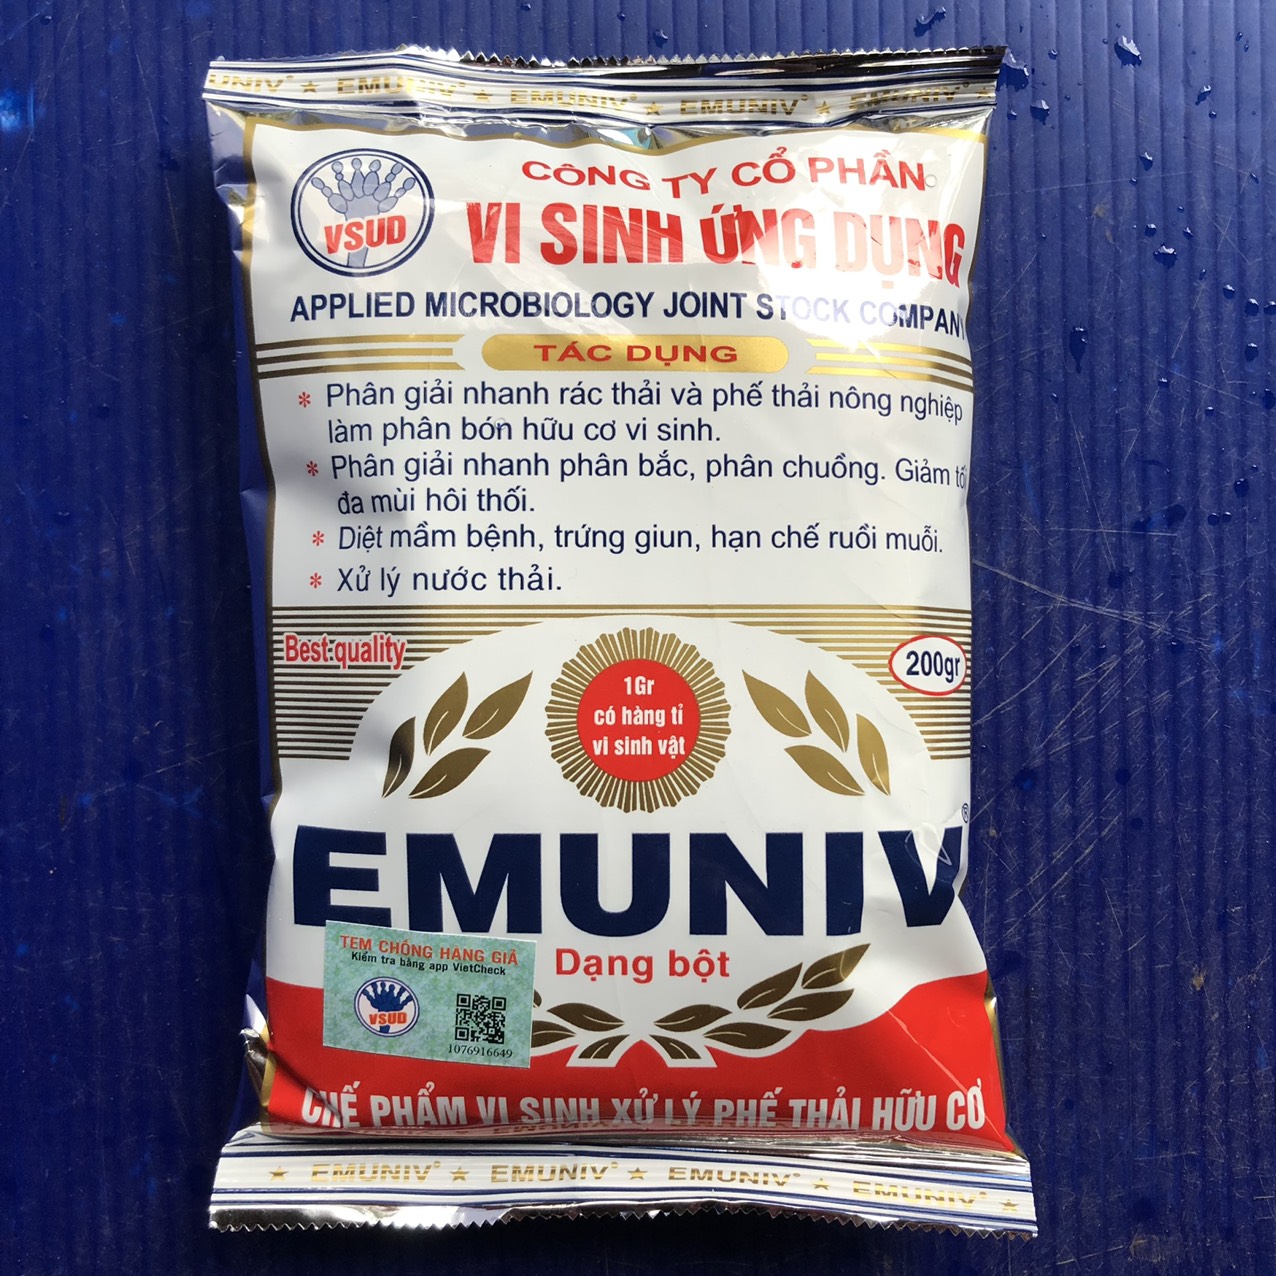 UNIV ★ EMUNIV ★ EMUNIV ★ EMUNIV ★ EMUNIV
VSUD
CÔNG TY CỔ PHẦN
VI SINH ỨNG DỤNG
APPLIED MICROBIOLOGY JOINT STOCK COMPANY
TÁC DỤNG
* Phân giải nhanh rác thải và phế thải nông nghiệp
làm phân bón hữu cơ vi sinh.
* Phân giải nhanh phân bắc, phân chuồng. Giảm tối
đa mùi hôi thối.
* Diệt mầm bệnh, trứng giun, hạn chế ruồi muỗi.
* Xử lý nước thải.
Best quality
200gr
1Gr
có hàng tỉ
vi sinh vật
EMUNIV®
Dạng bột
TEM CHỐNG HÀNG GIẢ
Kiểm tra bằng app VietCheck
VSUD
1076916649
CHẾ PHẨM VI SINH XỬ LÝ PHẾ THẢI HỮU CƠ
★ EMUNIV® ★ EMUNIV® ★ EMUNIV® ★ EMUNIV® ★